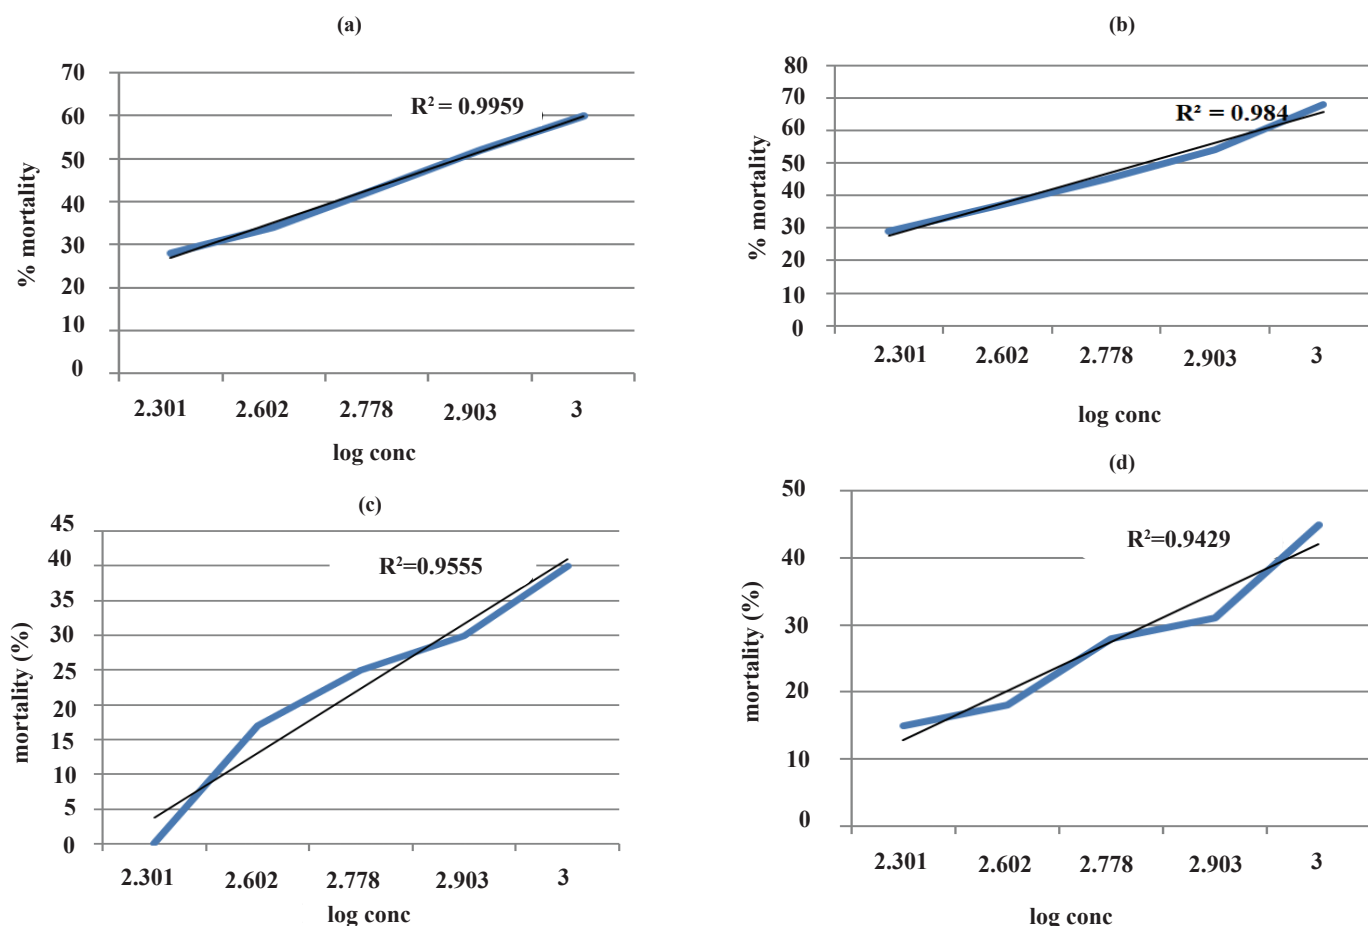 (a)
70
60
50
40
30
20
10
0
% mortality
R² = 0.9959
2.301 2.602 2.778 2.903 3
log conc
(b)
80
70
60
50
40
30
20
10
0
% mortality
R² = 0.984
2.301 2.602 2.778 2.903 3
log conc
(c)
45
40
35
30
25
20
15
10
5
0
mortality (%)
R²=0.9555
2.301 2.602 2.778 2.903 3
log conc
(d)
50
40
30
20
10
0
mortality (%)
R²=0.9429
2.301 2.602 2.778 2.903 3
log conc